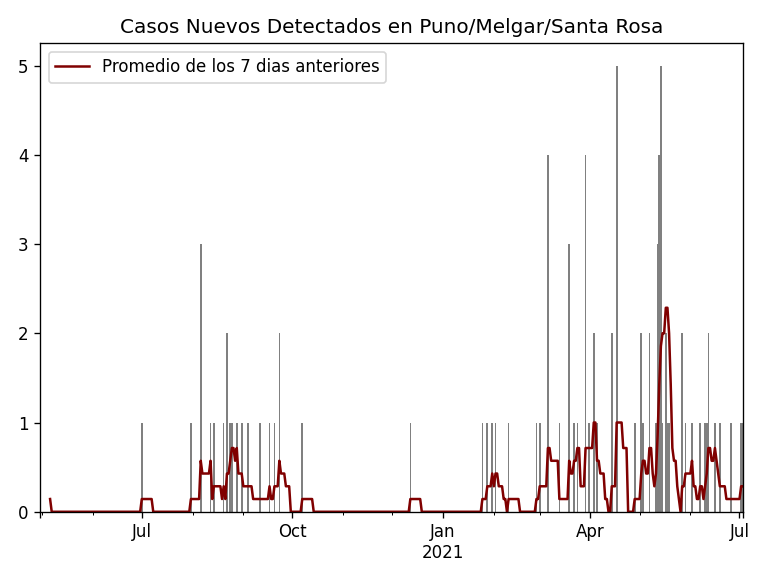 Casos Nuevos Detectados en Puno/Melgar/Santa Rosa
Promedio de los 7 dias anteriores
5
4
3
2
1
0
Jul
Oct
Jan
2021
Apr
Jul